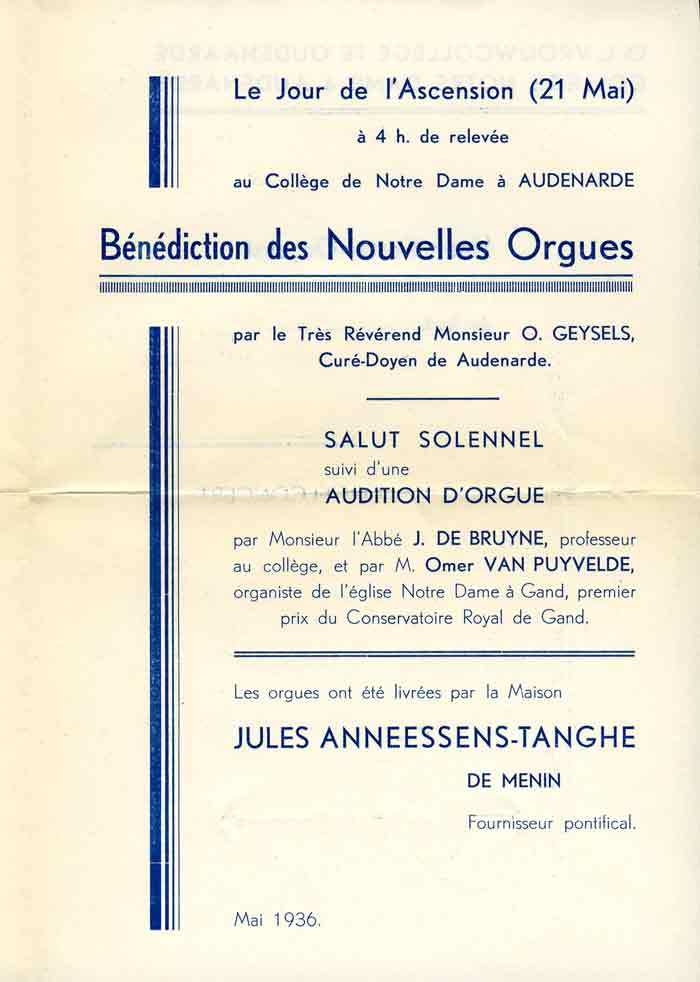 Le Jour de l'Ascension (21 Mai)
à 4 h. de relevée
au Collège de Notre Dame à AUDENARDE
Bénédiction des Nouvelles Orgues
par le Très Révérend Monsieur O. GEYSELS,
Curé-Doyen de Audenarde.
SALUT SOLENNEL
suivi d'une
AUDITION D'ORGUE
par Monsieur l'Abbé J. DE BRUYNE, professeur
au collège, et par M. Omer VAN PUYVELDE,
organiste de l'église Notre Dame à Gand, premier
prix du Conservatoire Royal de Gand.
Les orgues ont été livrées par la Maison
JULES ANNEESSENS-TANGHE
DE MENIN
Fournisseur pontifical.
Mai 1936.